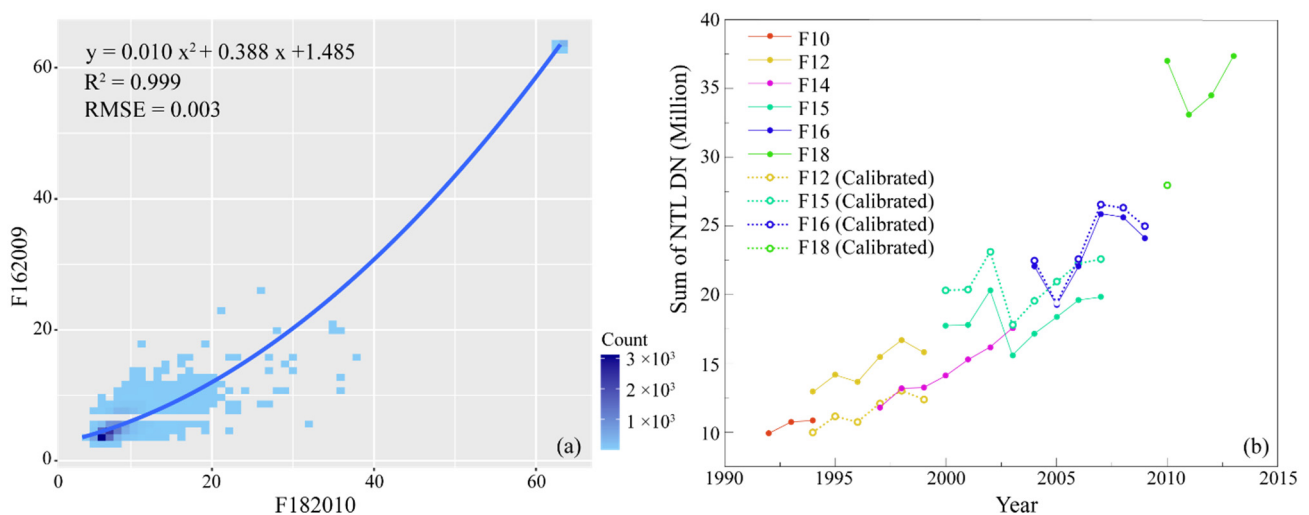 y = 0.010 x² + 0.388 x +1.485
R² = 0.999
RMSE = 0.003
F162009
60
40
20
0
0 20 40 60
F182010
Count
3 ×10³
2 ×10³
1 ×10³
(a)
Sum of NTL DN (Million)
40
35
30
25
20
15
10
F10
F12
F14
F15
F16
F18
F12 (Calibrated)
F15 (Calibrated)
F16 (Calibrated)
F18 (Calibrated)
(b)
1990 1995 2000 2005 2010 2015
Year